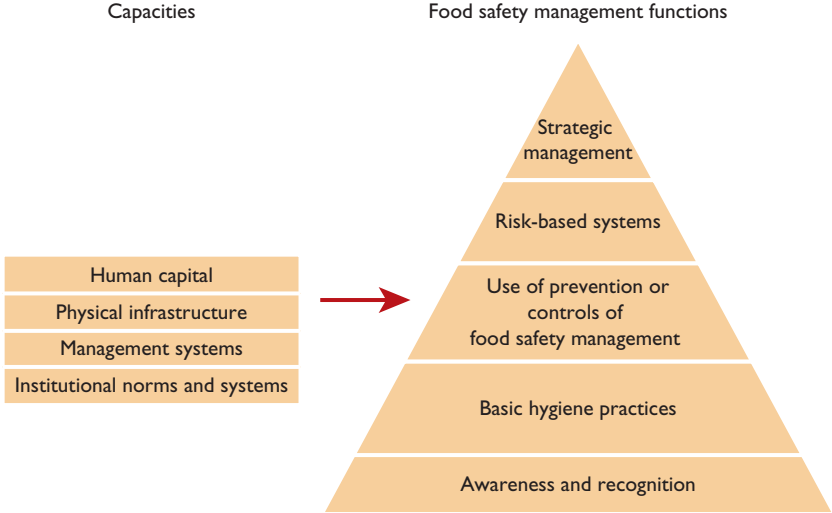 Capacities
Food safety management functions
Strategic
management
Risk-based systems
Human capital
Physical infrastructure
Management systems
Institutional norms and systems
Use of prevention or
controls of
food safety management
Basic hygiene practices
Awareness and recognition